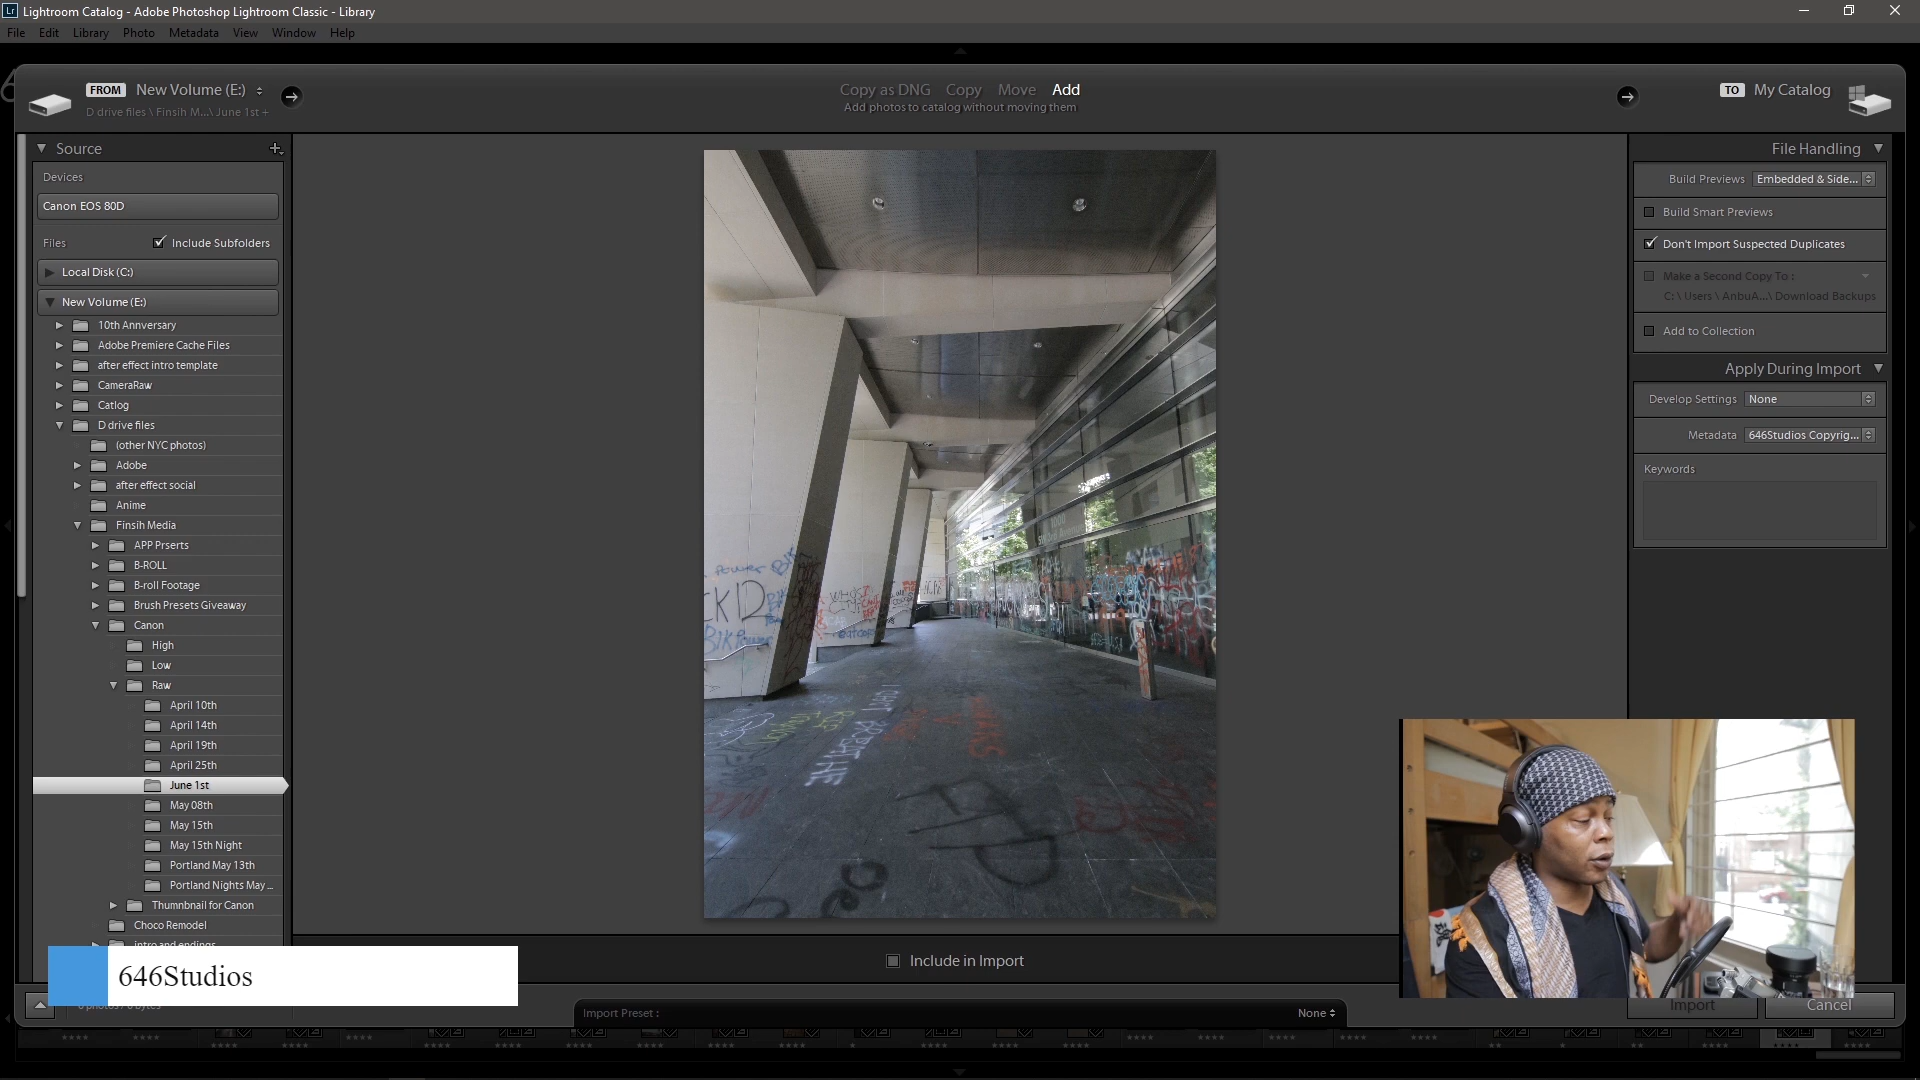 Lr Lightroom Catalog - Adobe Photoshop Lightroom Classic - Library
File Edit Library Photo Metadata View Window Help
FROM New Volume (E:)
D drive files \ Finsih M...\ June 1st +
Copy as DNG Copy Move Add
Add photos to catalog without moving them
TO My Catalog
Source
Devices
Canon EOS 80D
Files Include Subfolders
Local Disk (C:)
New Volume (E:)
10th Annversary
Adobe Premiere Cache Files
after effect intro template
CameraRaw
Catlog
D drive files
(other NYC photos)
Adobe
after effect social
Anime
Finsih Media
APP Prserts
B-ROLL
B-roll Footage
Brush Presets Giveaway
Canon
High
Low
Raw
April 10th
April 14th
April 19th
April 25th
June 1st
May 08th
May 15th
May 15th Night
Portland May 13th
Portland Nights May ...
Thumnbnail for Canon
Choco Remodel
intro and endings
646Studios
I CAN'T BREATHE
Include in Import
Import Preset : None
File Handling
Build Previews Embedded & Side...
Build Smart Previews
Don't Import Suspected Duplicates
Make a Second Copy To :
C: \ Users \ AnbuA...\ Download Backups
Add to Collection
Apply During Import
Develop Settings None
Metadata 646Studios Copyrig...
Keywords
Import Cancel